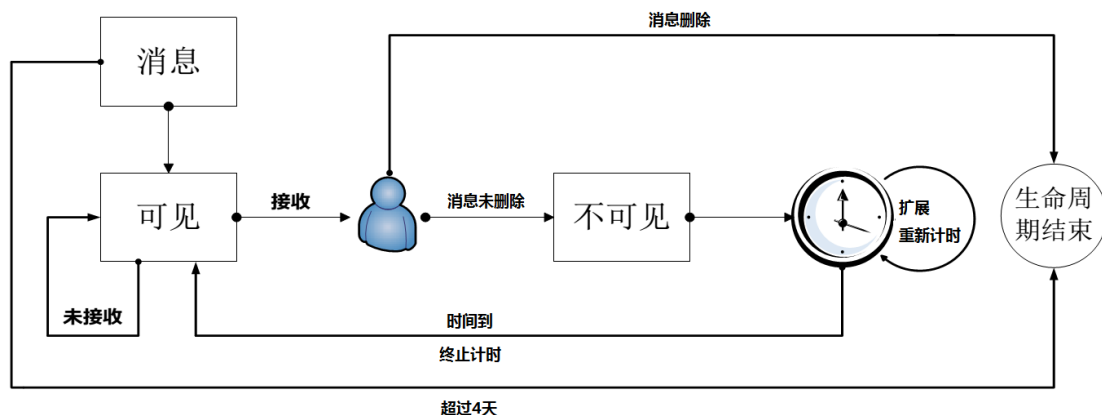 消息删除
消息
可见
接收
消息未删除
不可见
扩展
重新计时
生命周
期结束
未接收
时间到
终止计时
超过4天